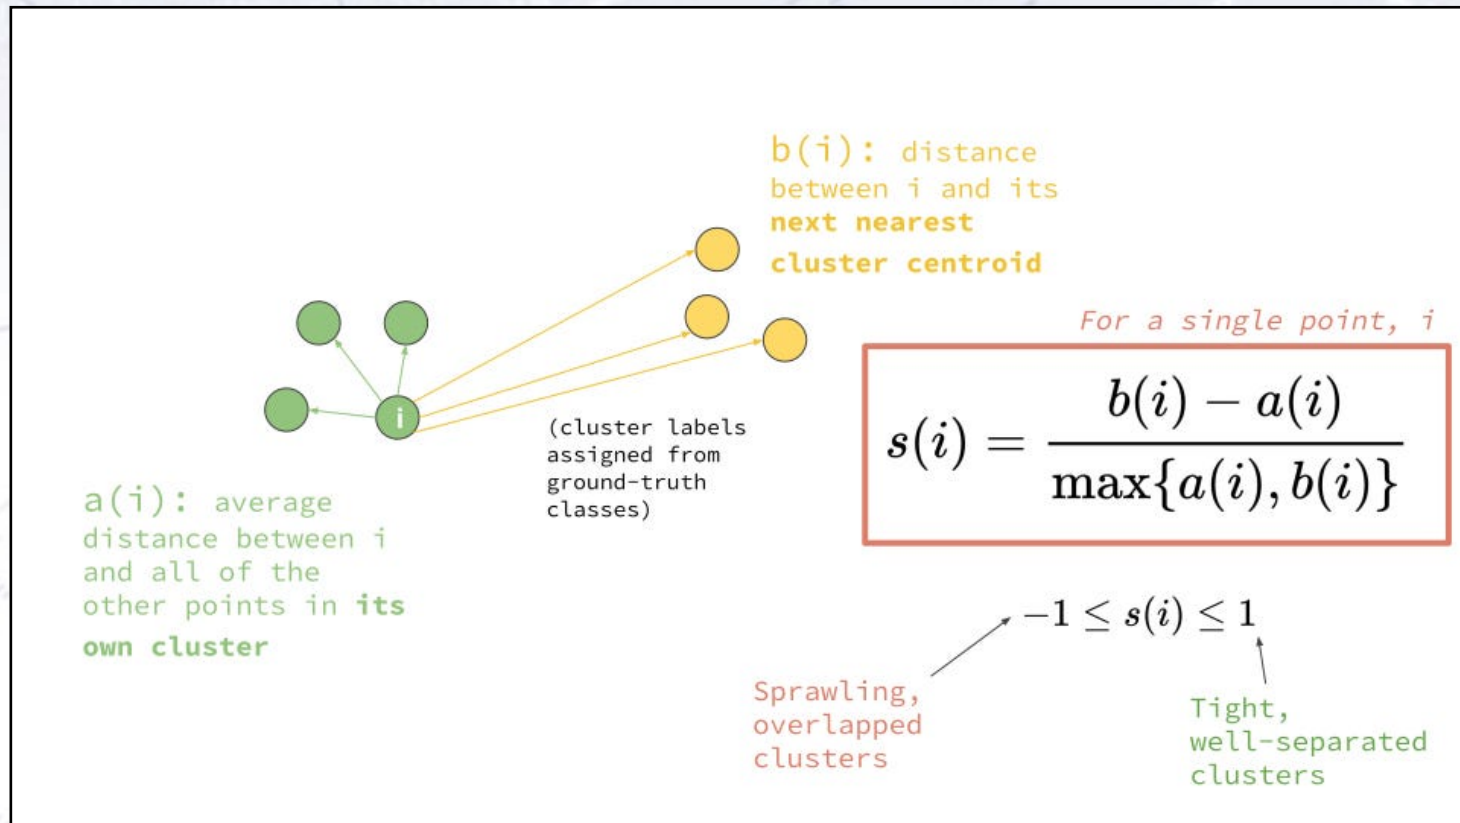 b(i): distance
between i and its
next nearest
cluster centroid
For a single point, i
s(i) = \frac{b(i) - a(i)}{\max\{a(i), b(i)\}}
i
(cluster labels
assigned from
ground-truth
classes)
a(i): average
distance between i
and all of the
other points in its
own cluster
−1 ≤ s(i) ≤ 1
Sprawling,
overlapped
clusters
Tight,
well-separated
clusters